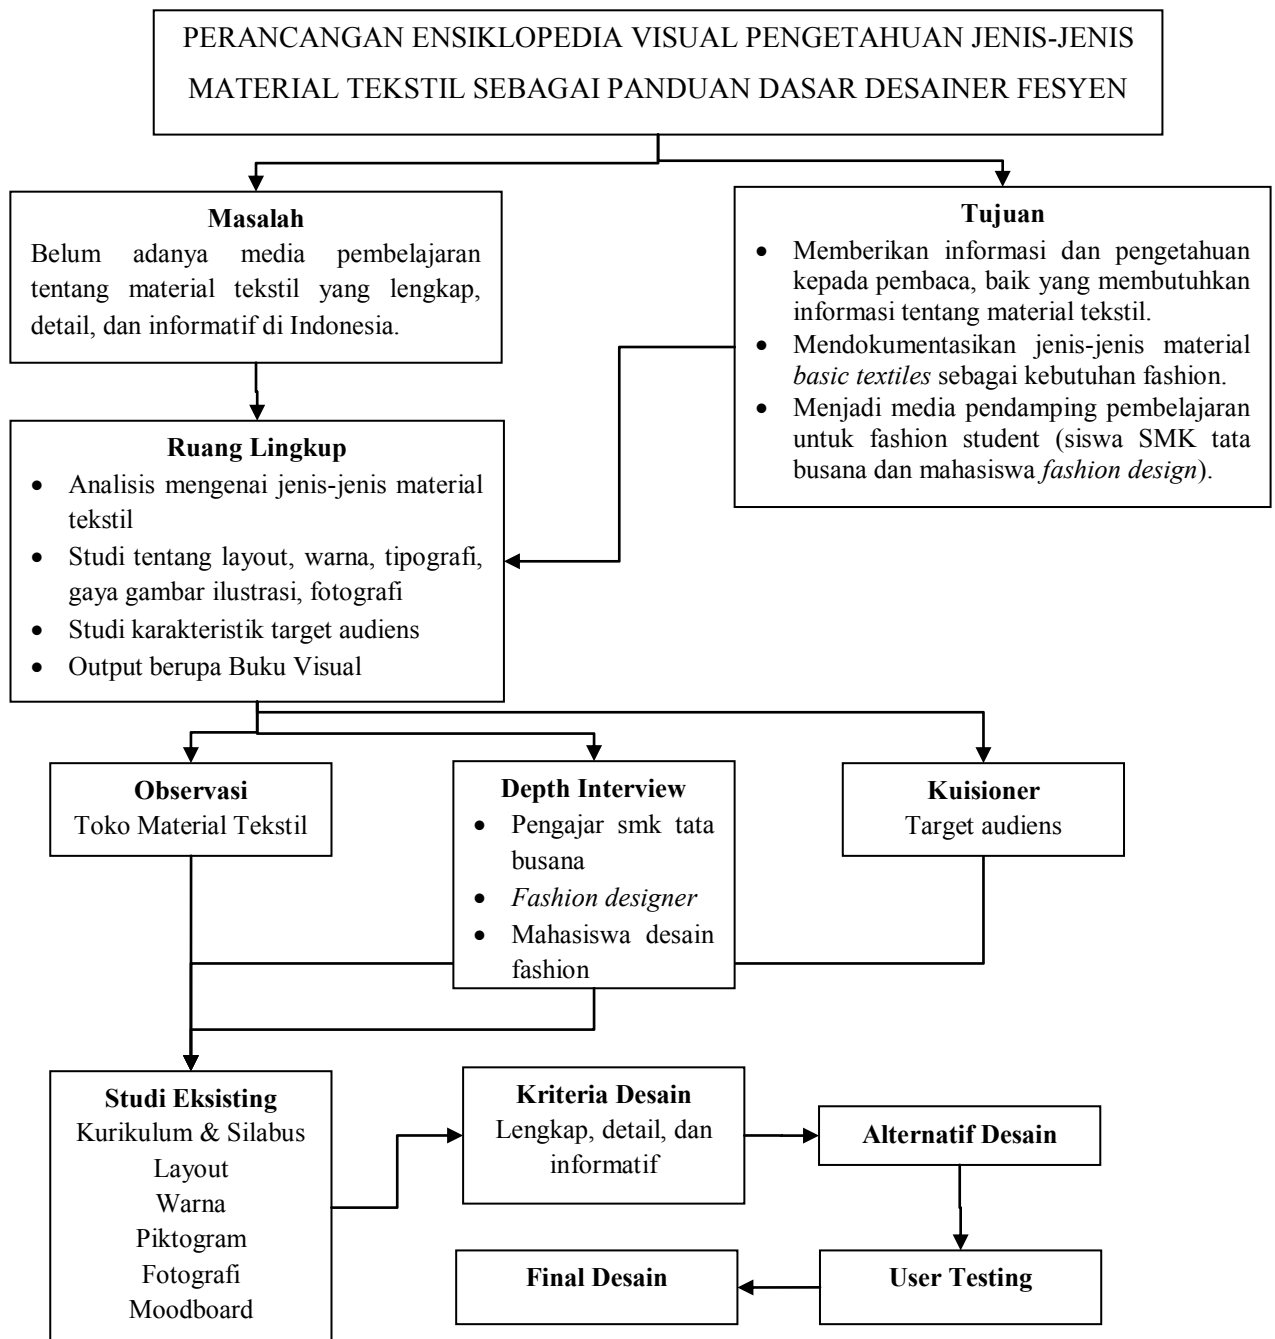 PERANCANGAN ENSIKLOPEDIA VISUAL PENGETAHUAN JENIS-JENIS
MATERIAL TEKSTIL SEBAGAI PANDUAN DASAR DESAINER FESYEN
Masalah
Belum adanya media pembelajaran
tentang material tekstil yang lengkap,
detail, dan informatif di Indonesia.
Tujuan
• Memberikan informasi dan pengetahuan
kepada pembaca, baik yang membutuhkan
informasi tentang material tekstil.
• Mendokumentasikan jenis-jenis material
basic textiles sebagai kebutuhan fashion.
• Menjadi media pendamping pembelajaran
untuk fashion student (siswa SMK tata
busana dan mahasiswa fashion design).
Ruang Lingkup
• Analisis mengenai jenis-jenis material
tekstil
• Studi tentang layout, warna, tipografi,
gaya gambar ilustrasi, fotografi
• Studi karakteristik target audiens
• Output berupa Buku Visual
Observasi
Toko Material Tekstil
Depth Interview
• Pengajar smk tata
busana
• Fashion designer
• Mahasiswa desain
fashion
Kuisioner
Target audiens
Studi Eksisting
Kurikulum & Silabus
Layout
Warna
Piktogram
Fotografi
Moodboard
Kriteria Desain
Lengkap, detail, dan
informatif
Alternatif Desain
User Testing
Final Desain